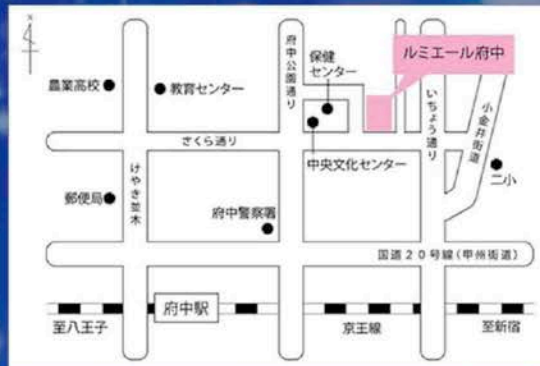 N
ルミエール府中
保健
センター
府中公園通り
いちょう通り
小金井街道
農業高校
教育センター
さくら通り
中央文化センター
二小
けやき並木
郵便局
府中警察署
国道20号線(甲州街道)
府中駅
至八王子
京王線
至新宿